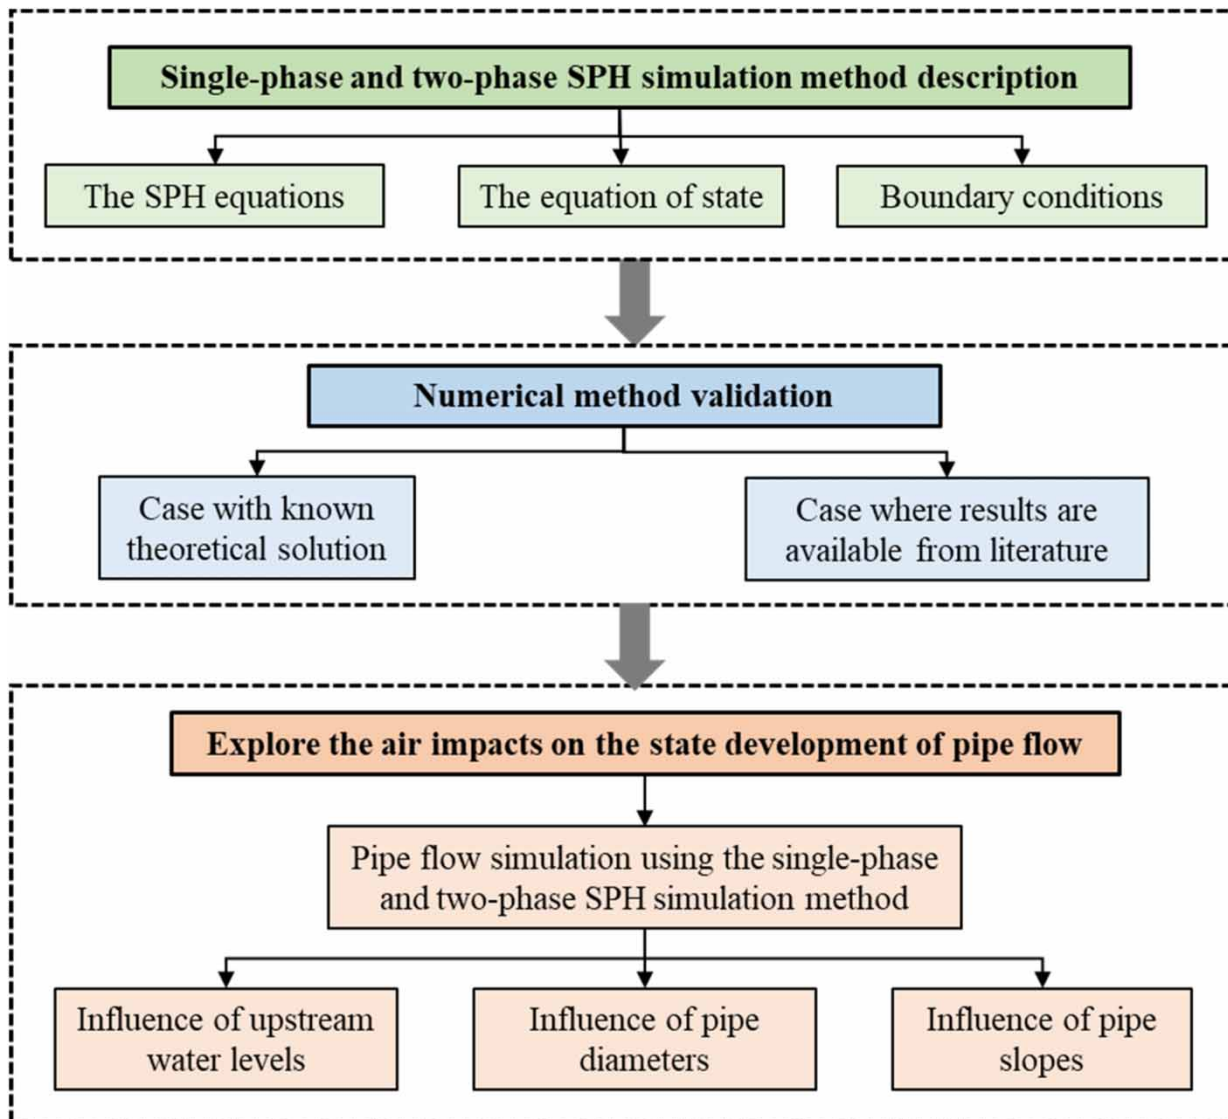 Single-phase and two-phase SPH simulation method description
The SPH equations
The equation of state
Boundary conditions
Numerical method validation
Case with known
theoretical solution
Case where results are
available from literature
Explore the air impacts on the state development of pipe flow
Pipe flow simulation using the single-phase
and two-phase SPH simulation method
Influence of upstream
water levels
Influence of pipe
diameters
Influence of pipe
slopes